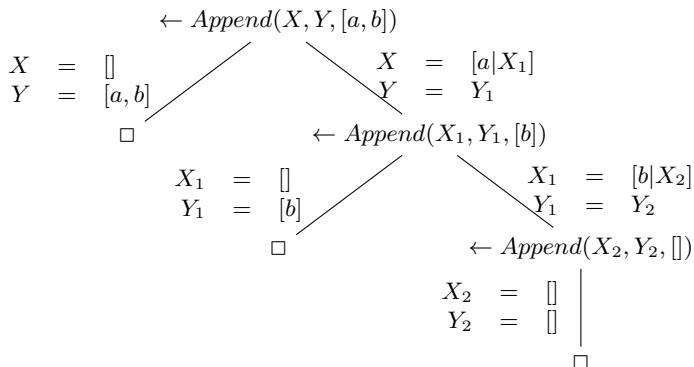 ← Append(X, Y, [a, b])
X = []
Y = [a, b]
X = [a|X₁]
Y = Y₁
□
← Append(X₁, Y₁, [b])
X₁ = []
Y₁ = [b]
X₁ = [b|X₂]
Y₁ = Y₂
□
← Append(X₂, Y₂, [])
X₂ = []
Y₂ = []
□